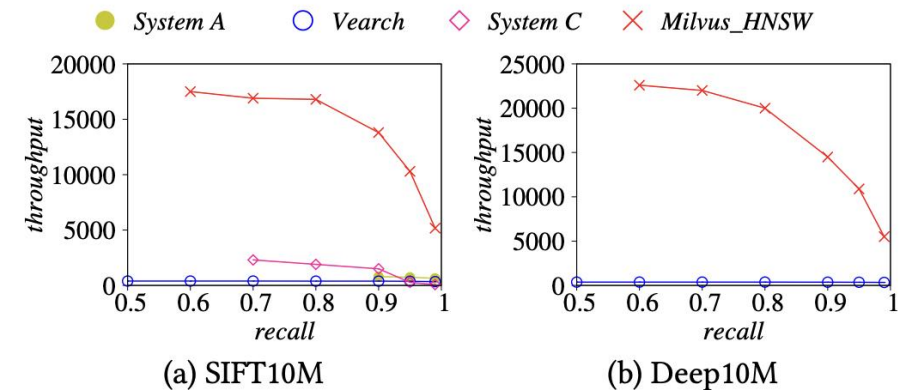 System A Vearch System C Milvus_HNSW
20000
15000
10000
5000
0
throughput
0.5 0.6 0.7 0.8 0.9 1
recall
(a) SIFT10M
25000
20000
15000
10000
5000
0
throughput
0.5 0.6 0.7 0.8 0.9 1
recall
(b) Deep10M